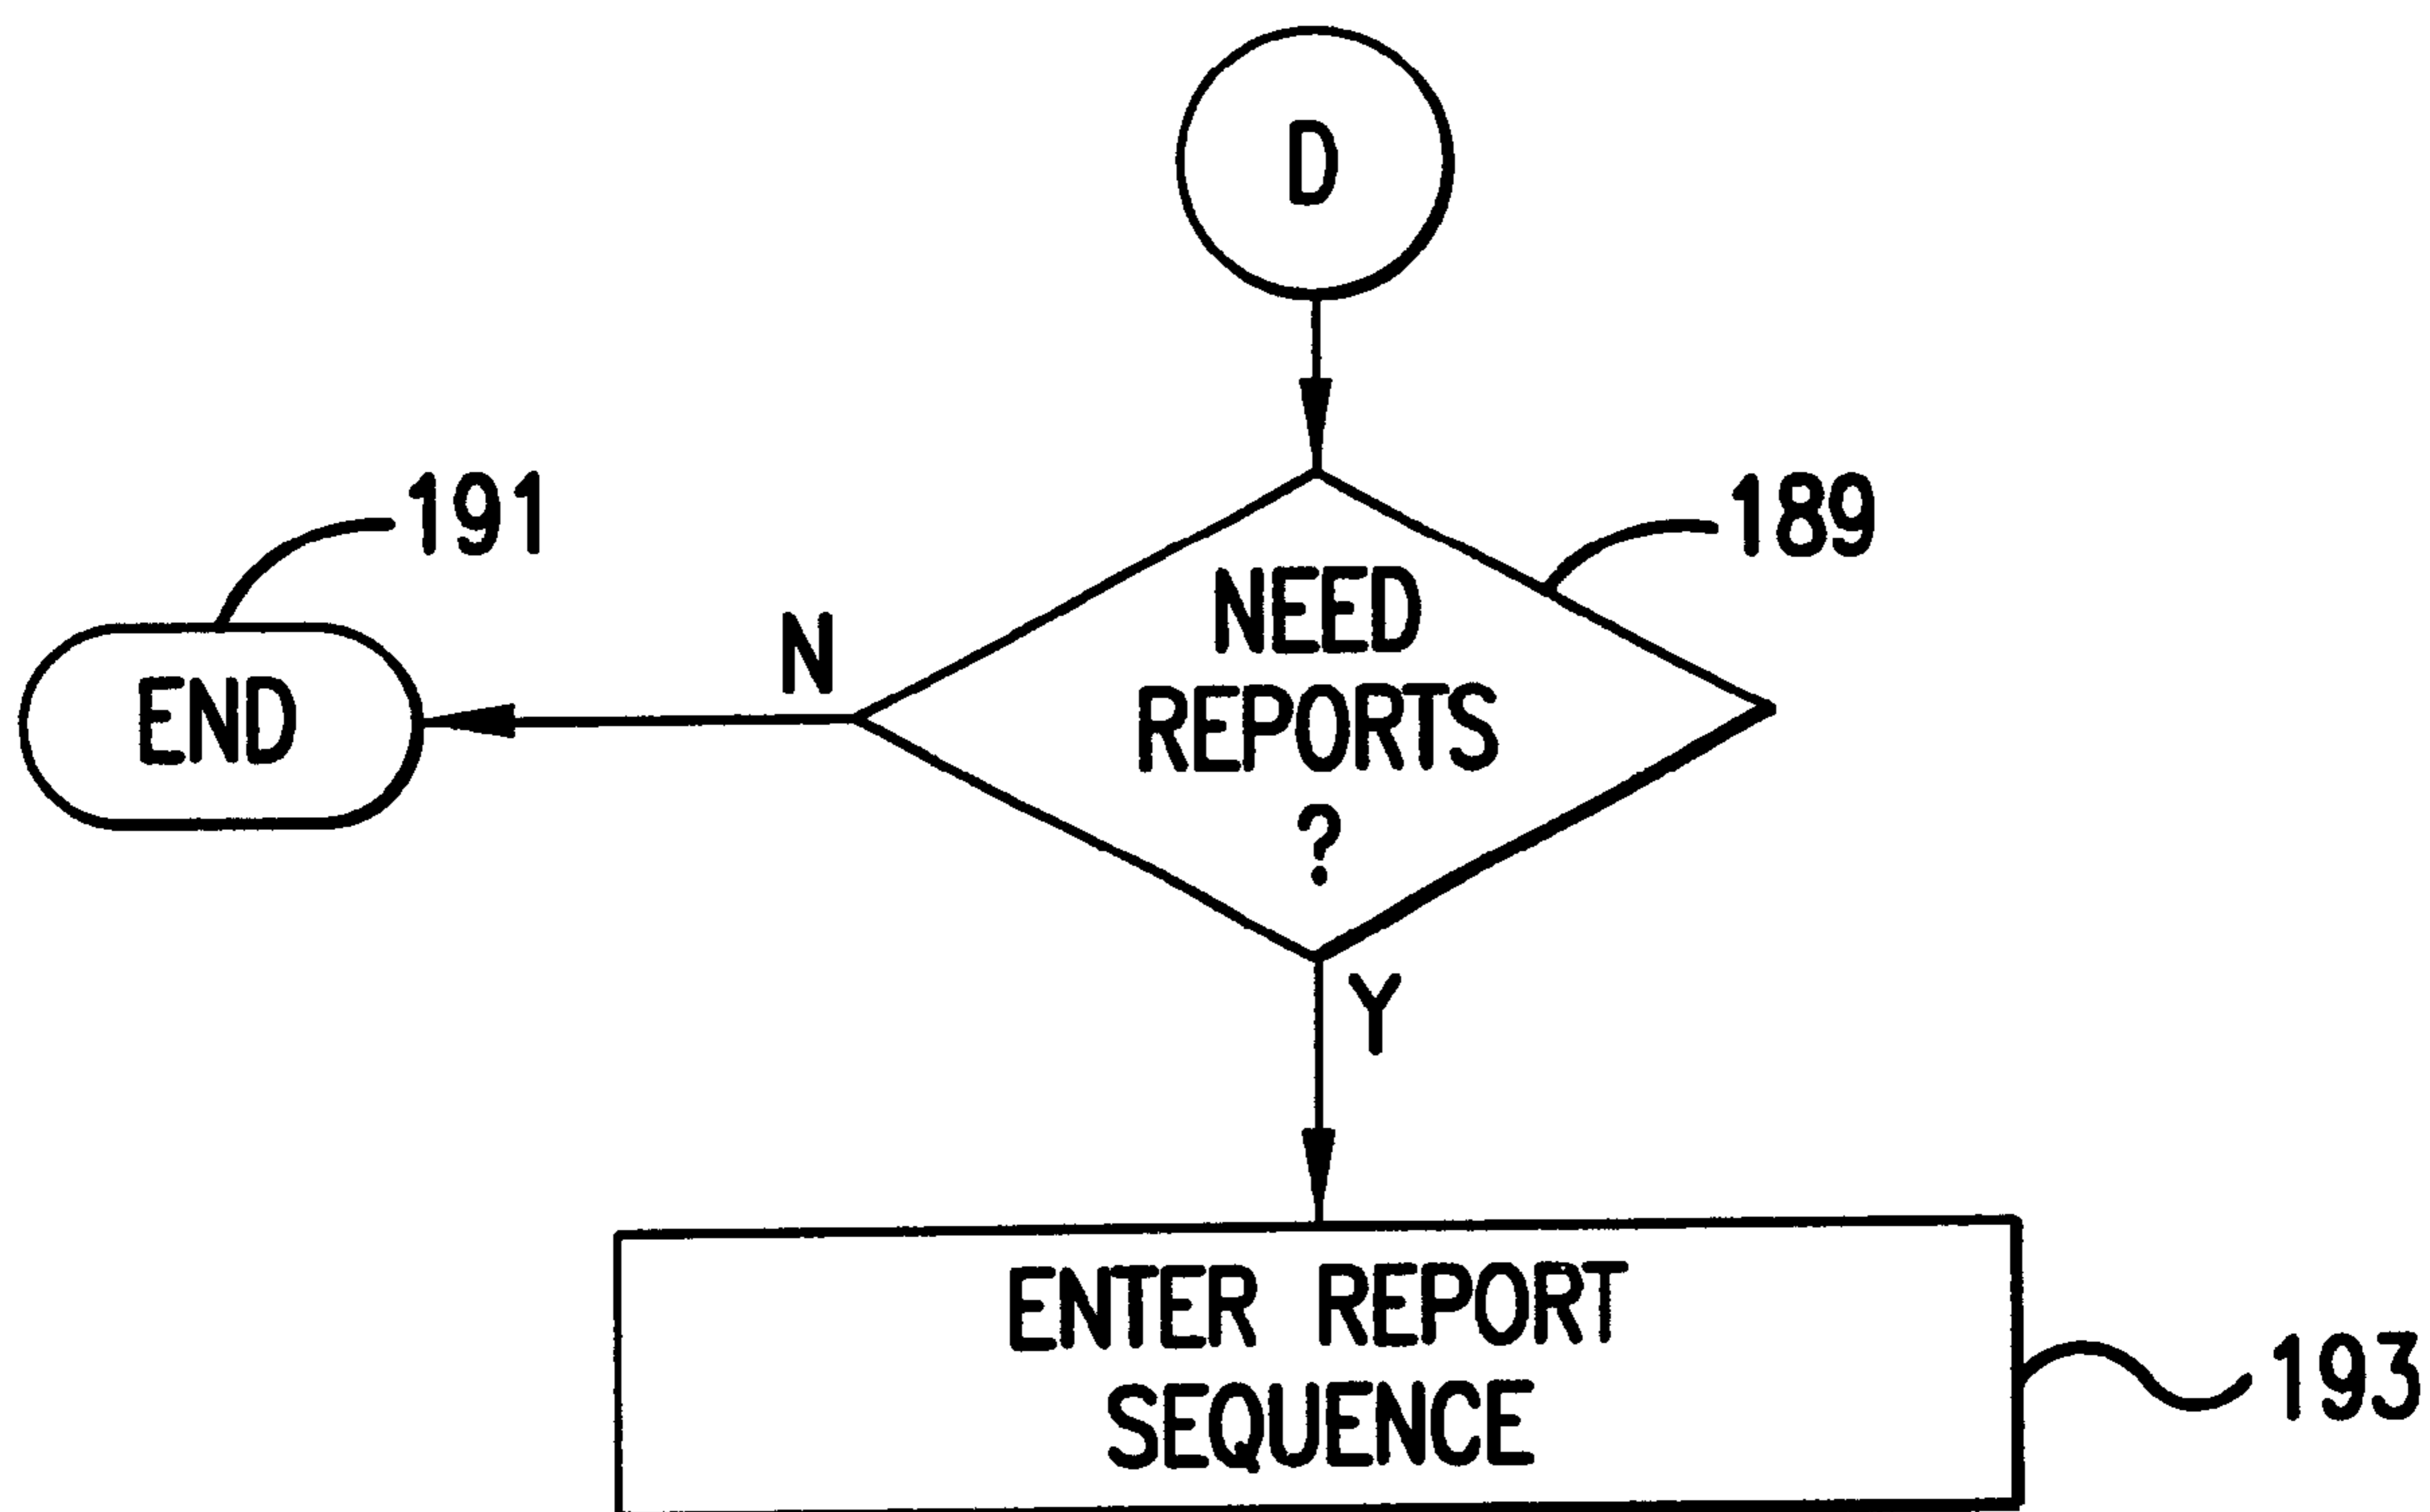 D
191
189
NEED
REPORTS
?
N
END
Y
ENTER REPORT
SEQUENCE
193